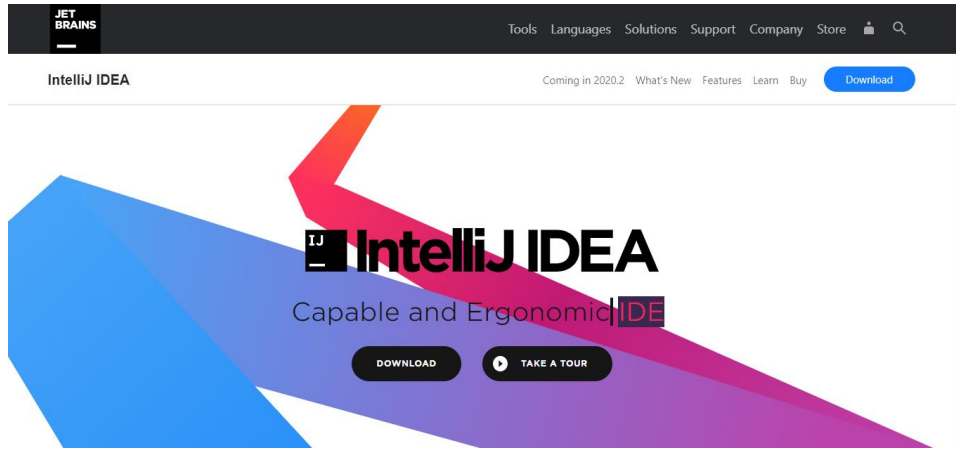 JET
BRAINS
Tools Languages Solutions Support Company Store
IntelliJ IDEA
Coming in 2020.2 What's New Features Learn Buy Download
IJ
IntelliJ IDEA
Capable and Ergonomic IDE
DOWNLOAD TAKE A TOUR